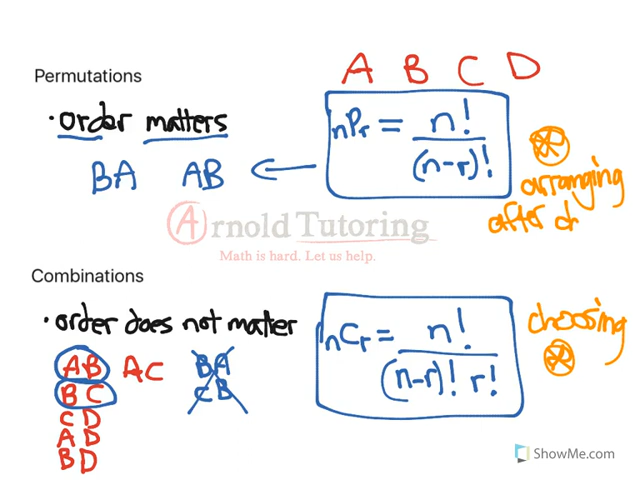 A B C D
Permutations
· order matters
nPr = n!
(n-r)!
BA AB
arranging
after
Arnold Tutoring
Math is hard. Let us help.
Combinations
· order does not matter
nCr = n!
(n-r)! r!
choosing
AB AC BA
BC CB
CD
AD
BD
ShowMe.com